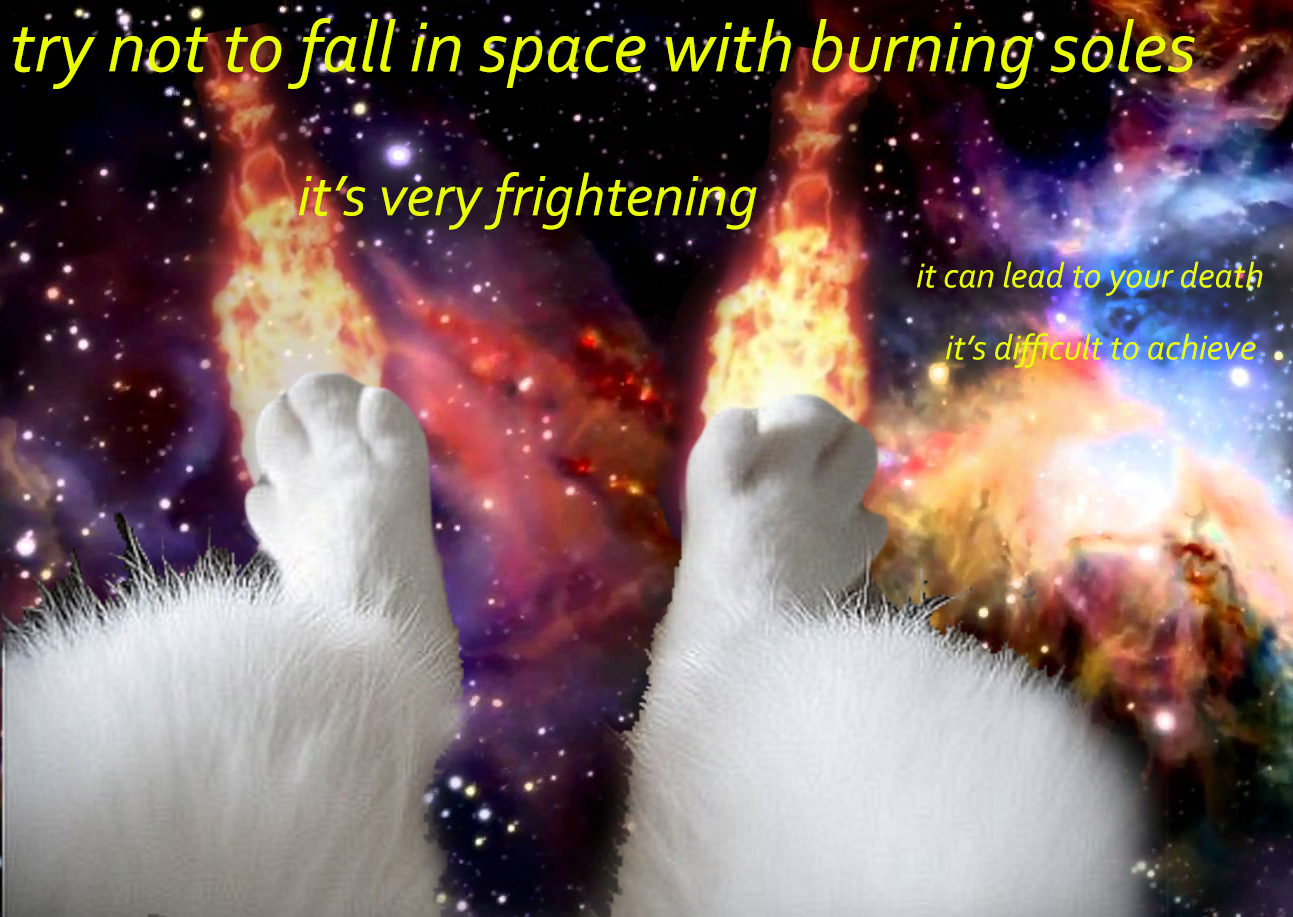 try not to fall in space with burning soles
it’s very frightening
it can lead to your death
it’s difficult to achieve